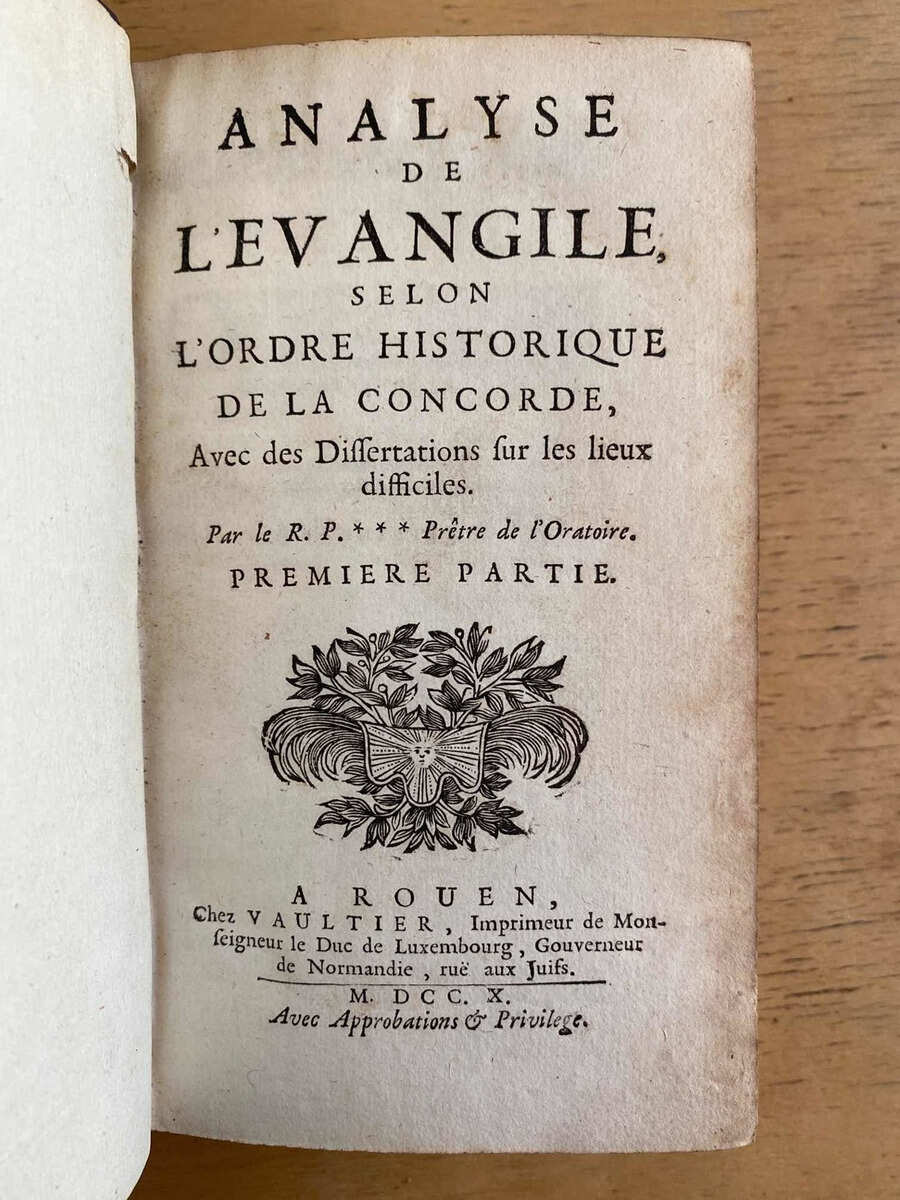 ANALYSE
DE
L'EVANGILE,
SELON
L'ORDRE HISTORIQUE
DE LA CONCORDE,
Avec des Diſſertations ſur les lieux
difficiles.
Par le R. P. * * * Prêtre de l'Oratoire.
PREMIERE PARTIE.
A ROUEN,
Chez VAULTIER, Imprimeur de Mon-
ſeigneur le Duc de Luxembourg, Gouverneur
de Normandie, ruë aux Juifs.
M. DCC. X.
Avec Approbations & Privilege.